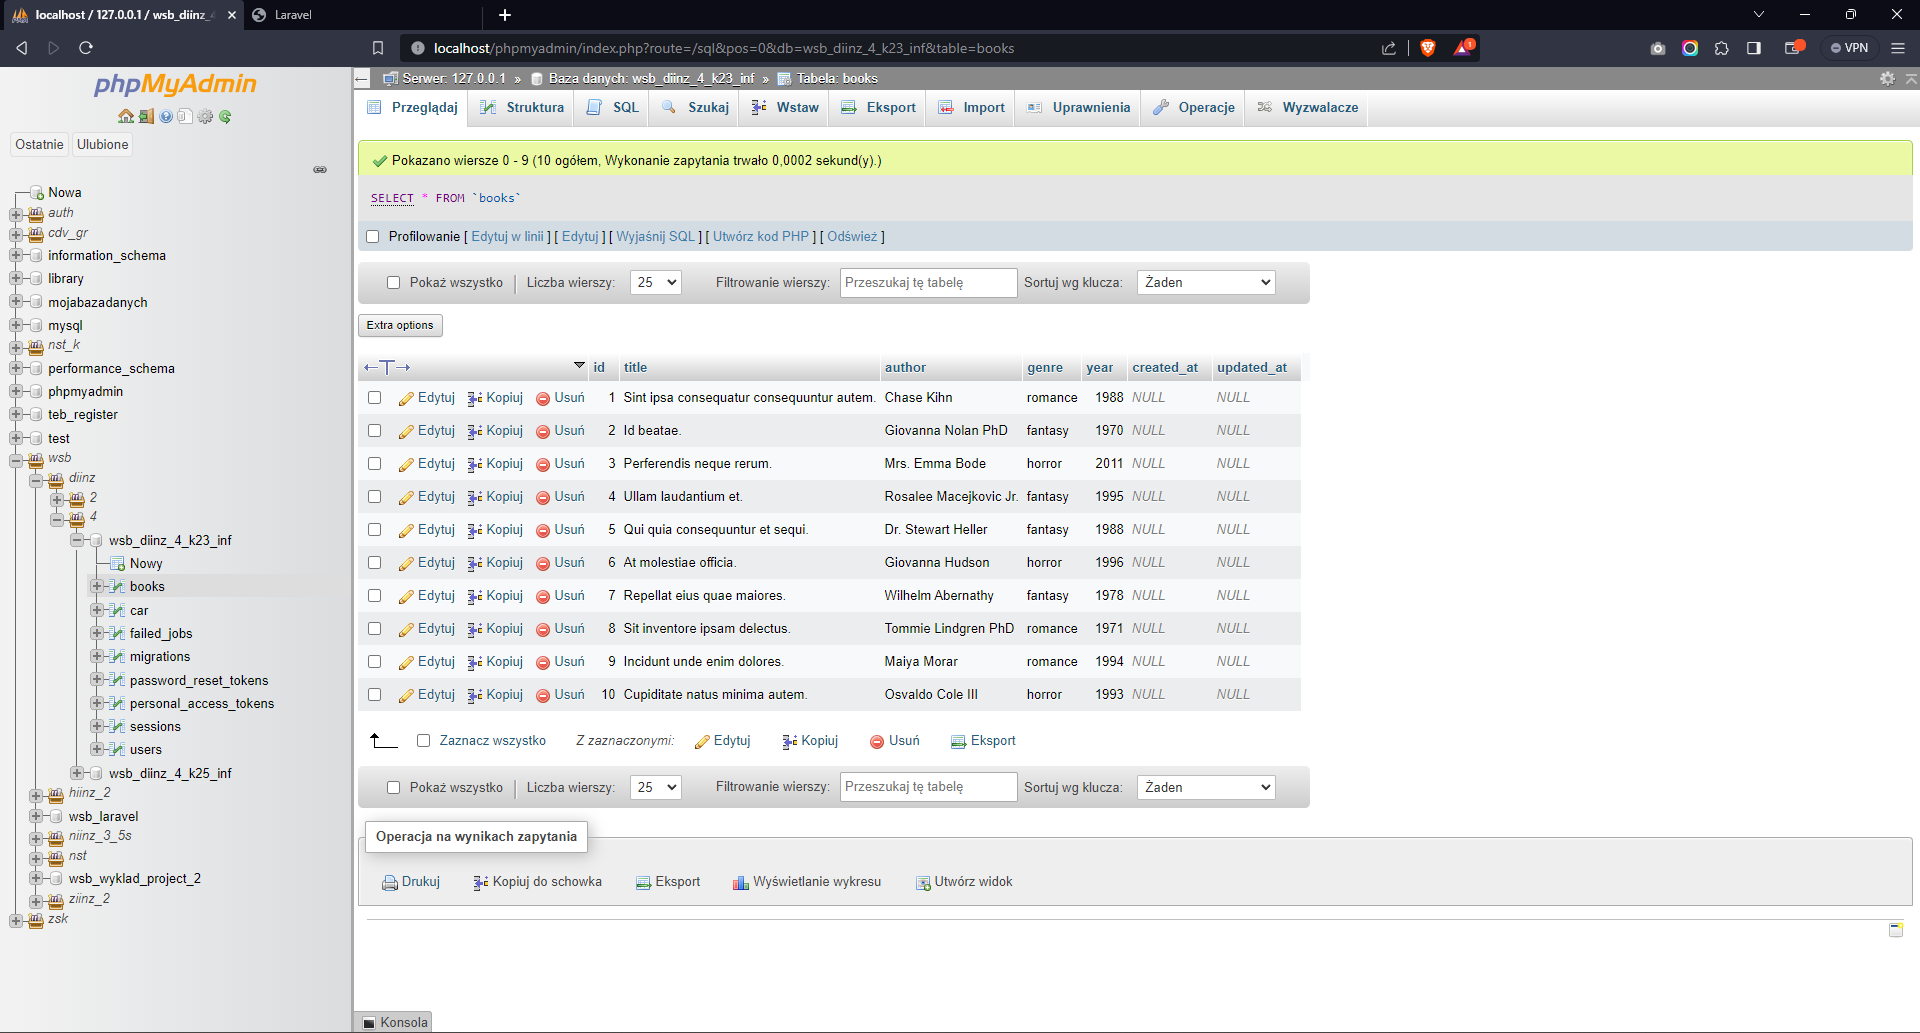 localhost / 127.0.0.1 / wsb_diinz_4
Laravel
localhost/phpmyadmin/index.php?route=/sql&pos=0&db=wsb_diinz_4_k23_inf&table=books
1
VPN
phpMyAdmin
Ostatnie Ulubione
Nowa
auth
cdv_gr
information_schema
library
mojabazadanych
mysql
nst_k
performance_schema
phpmyadmin
teb_register
test
wsb
diinz
2
4
wsb_diinz_4_k23_inf
Nowy
books
car
failed_jobs
migrations
password_reset_tokens
personal_access_tokens
sessions
users
wsb_diinz_4_k25_inf
hiinz_2
wsb_laravel
niinz_3_5s
nst
wsb_wyklad_project_2
ziinz_2
zsk
Serwer: 127.0.0.1 » Baza danych: wsb_diinz_4_k23_inf » Tabela: books
Przeglądaj Struktura SQL Szukaj Wstaw Eksport Import Uprawnienia Operacje Wyzwalacze
Pokazano wiersze 0 - 9 (10 ogółem, Wykonanie zapytania trwało 0,0002 sekund(y).)
SELECT * FROM `books`
Profilowanie [ Edytuj w linii ] [ Edytuj ] [ Wyjaśnij SQL ] [ Utwórz kod PHP ] [ Odśwież ]
Pokaż wszystko Liczba wierszy: 25 Filtrowanie wierszy: Przeszukaj tę tabelę Sortuj wg klucza: Żaden
Extra options
←T→ id title author genre year created_at updated_at
Edytuj Kopiuj Usuń 1 Sint ipsa consequatur consequuntur autem. Chase Kihn romance 1988 NULL NULL
Edytuj Kopiuj Usuń 2 Id beatae. Giovanna Nolan PhD fantasy 1970 NULL NULL
Edytuj Kopiuj Usuń 3 Perferendis neque rerum. Mrs. Emma Bode horror 2011 NULL NULL
Edytuj Kopiuj Usuń 4 Ullam laudantium et. Rosalee Macejkovic Jr. fantasy 1995 NULL NULL
Edytuj Kopiuj Usuń 5 Qui quia consequuntur et sequi. Dr. Stewart Heller fantasy 1988 NULL NULL
Edytuj Kopiuj Usuń 6 At molestiae officia. Giovanna Hudson horror 1996 NULL NULL
Edytuj Kopiuj Usuń 7 Repellat eius quae maiores. Wilhelm Abernathy fantasy 1978 NULL NULL
Edytuj Kopiuj Usuń 8 Sit inventore ipsam delectus. Tommie Lindgren PhD romance 1971 NULL NULL
Edytuj Kopiuj Usuń 9 Incidunt unde enim dolores. Maiya Morar romance 1994 NULL NULL
Edytuj Kopiuj Usuń 10 Cupiditate natus minima autem. Osvaldo Cole III horror 1993 NULL NULL
Zaznacz wszystko Z zaznaczonymi: Edytuj Kopiuj Usuń Eksport
Pokaż wszystko Liczba wierszy: 25 Filtrowanie wierszy: Przeszukaj tę tabelę Sortuj wg klucza: Żaden
Operacja na wynikach zapytania
Drukuj Kopiuj do schowka Eksport Wyświetlanie wykresu Utwórz widok
Konsola